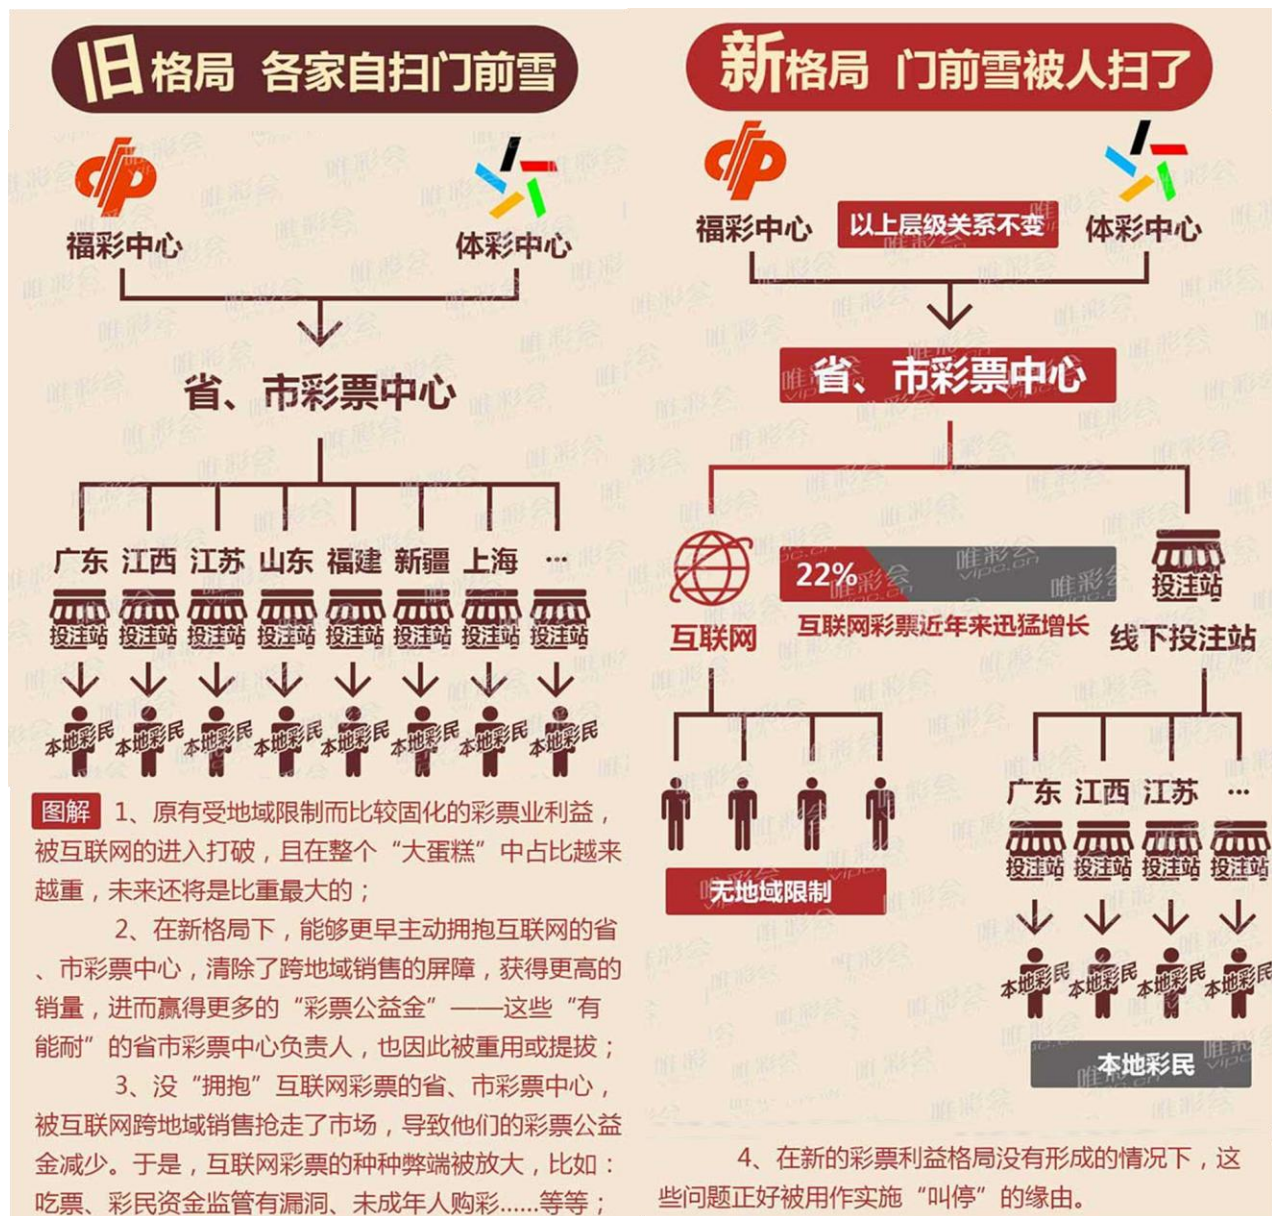 旧格局 各家自扫门前雪
福彩中心
体彩中心
省、市彩票中心
广东 江西 江苏 山东 福建 新疆 上海 ...
投注站 投注站 投注站 投注站 投注站 投注站 投注站 投注站
本地彩民 本地彩民 本地彩民 本地彩民 本地彩民 本地彩民 本地彩民 本地彩民
图解 1、原有受地域限制而比较固化的彩票业利益，
被互联网的进入打破，且在整个“大蛋糕”中占比越来
越重，未来还将是比重最大的；
2、在新格局下，能够更早主动拥抱互联网的省
、市彩票中心，清除了跨地域销售的屏障，获得更高的
销量，进而赢得更多的“彩票公益金”——这些“有
能耐”的省市彩票中心负责人，也因此被重用或提拔；
3、没“拥抱”互联网彩票的省、市彩票中心，
被互联网跨地域销售抢走了市场，导致他们的彩票公益
金减少。于是，互联网彩票的种种弊端被放大，比如：
吃票、彩民资金监管有漏洞、未成年人购彩......等等；
新格局 门前雪被人扫了
福彩中心
以上层级关系不变
体彩中心
省、市彩票中心
22%
投注站
互联网
互联网彩票近年来迅猛增长
线下投注站
无地域限制
广东 江西 江苏 ...
投注站 投注站 投注站 投注站
本地彩民 本地彩民 本地彩民 本地彩民
本地彩民
4、在新的彩票利益格局没有形成的情况下，这
些问题正好被用作实施“叫停”的缘由。
唯彩会
vipc.cn